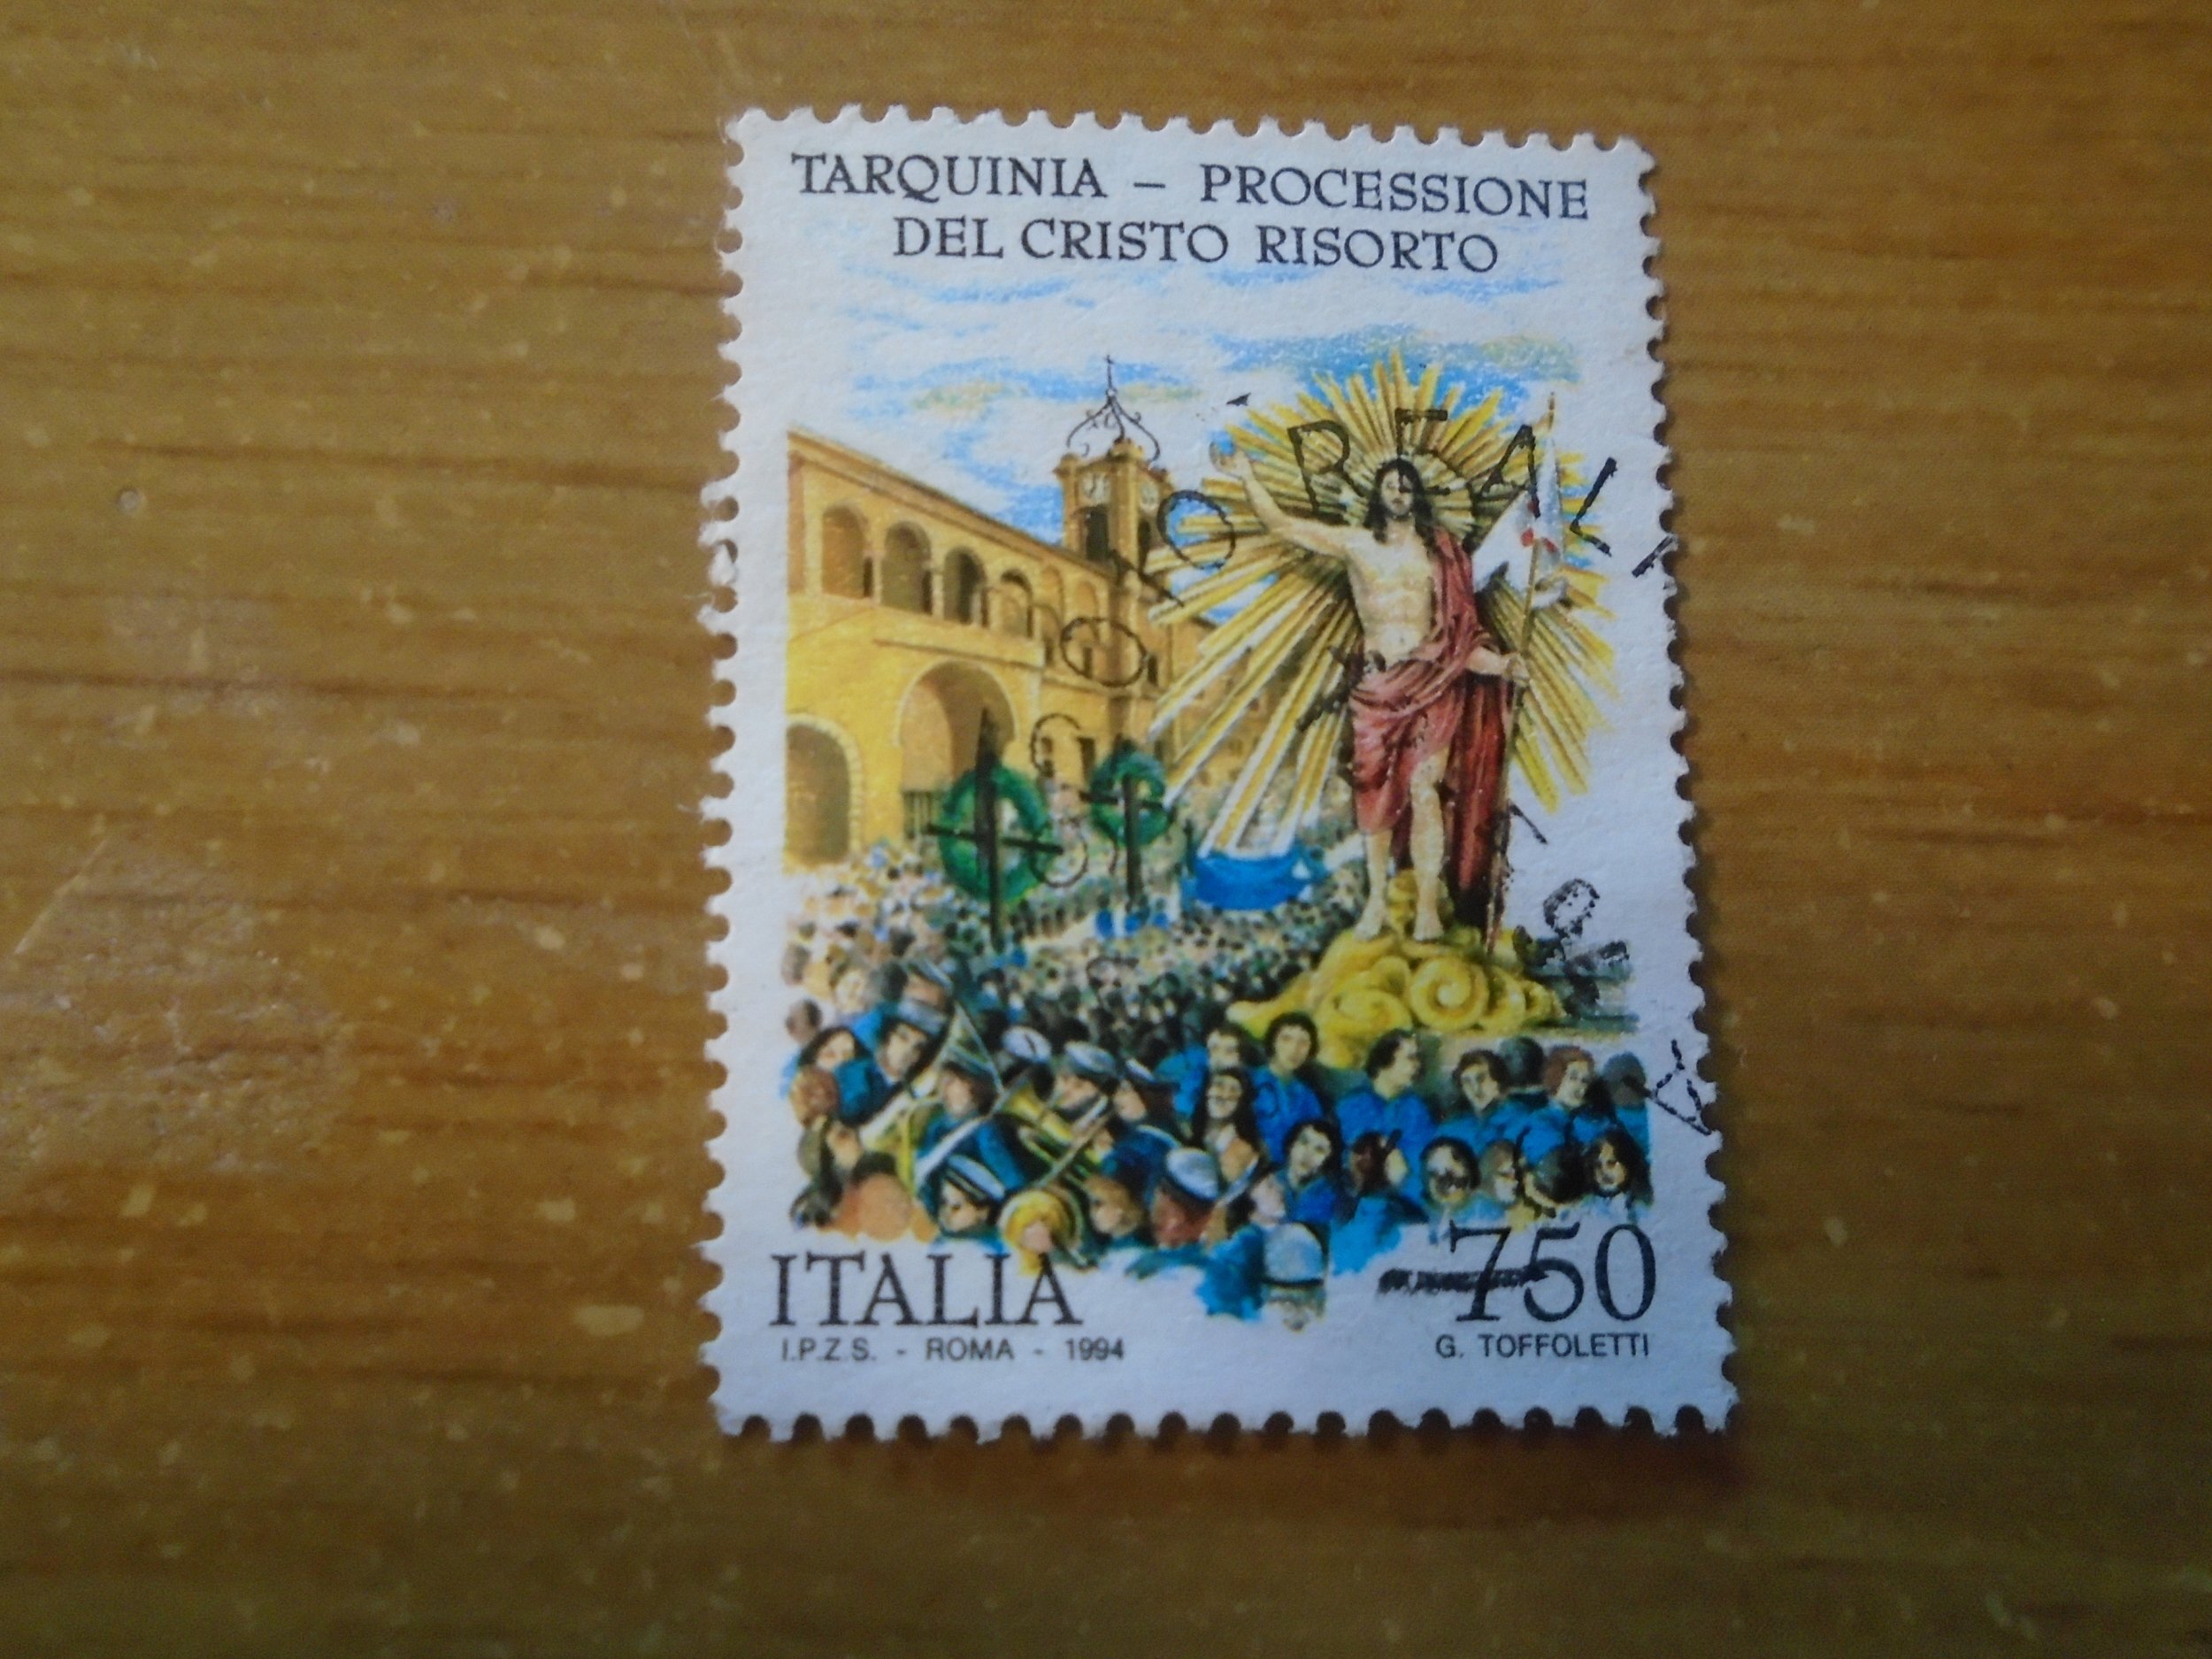 TARQUINIA – PROCESSIONE
DEL CRISTO RISORTO
ITALIA
750
I.P.Z.S. - ROMA - 1994
G. TOFFOLETTI